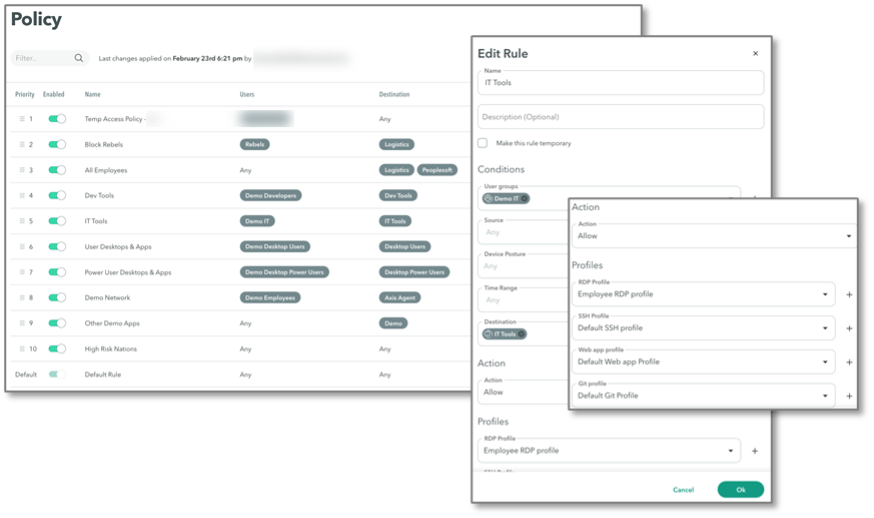 Policy
Filter..
Last changes applied on February 23rd 6:21 pm by
Priority Enabled Name Users Destination
1 Temp Access Policy - Any
2 Block Rebels Rebels Logistics
3 All Employees Any Logistics Peoplesoft
4 Dev Tools Demo Developers Dev Tools
5 IT Tools Demo IT IT Tools
6 User Desktops & Apps Demo Desktop Users Desktop Users
7 Power User Desktops & Apps Demo Desktop Power Users Desktop Power Users
8 Demo Network Demo Employees Axis Agent
9 Other Demo Apps Any Demo
10 High Risk Nations Any Any
Default Default Rule Any Any
Edit Rule
Name
IT Tools
Description (Optional)
Make this rule temporary
Conditions
User groups
Demo IT
Source
Any
Device Posture
Any
Time Range
Any
Destination
IT Tools
Action
Action
Allow
Profiles
RDP Profile
Employee RDP profile
Cancel Ok
Action
Action
Allow
Profiles
RDP Profile
Employee RDP profile
SSH Profile
Default SSH profile
Web app profile
Default Web app Profile
Git profile
Default Git Profile